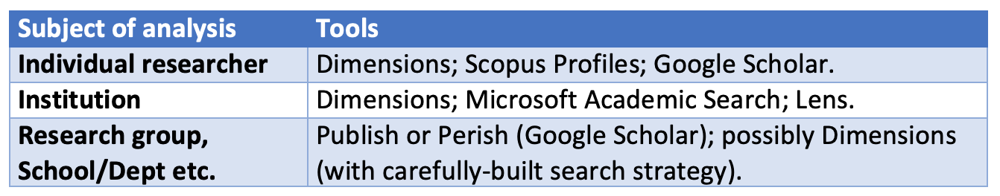 Subject of analysis Tools
Individual researcher Dimensions; Scopus Profiles; Google Scholar.
Institution Dimensions; Microsoft Academic Search; Lens.
Research group, Publish or Perish (Google Scholar); possibly Dimensions
School/Dept etc. (with carefully-built search strategy).